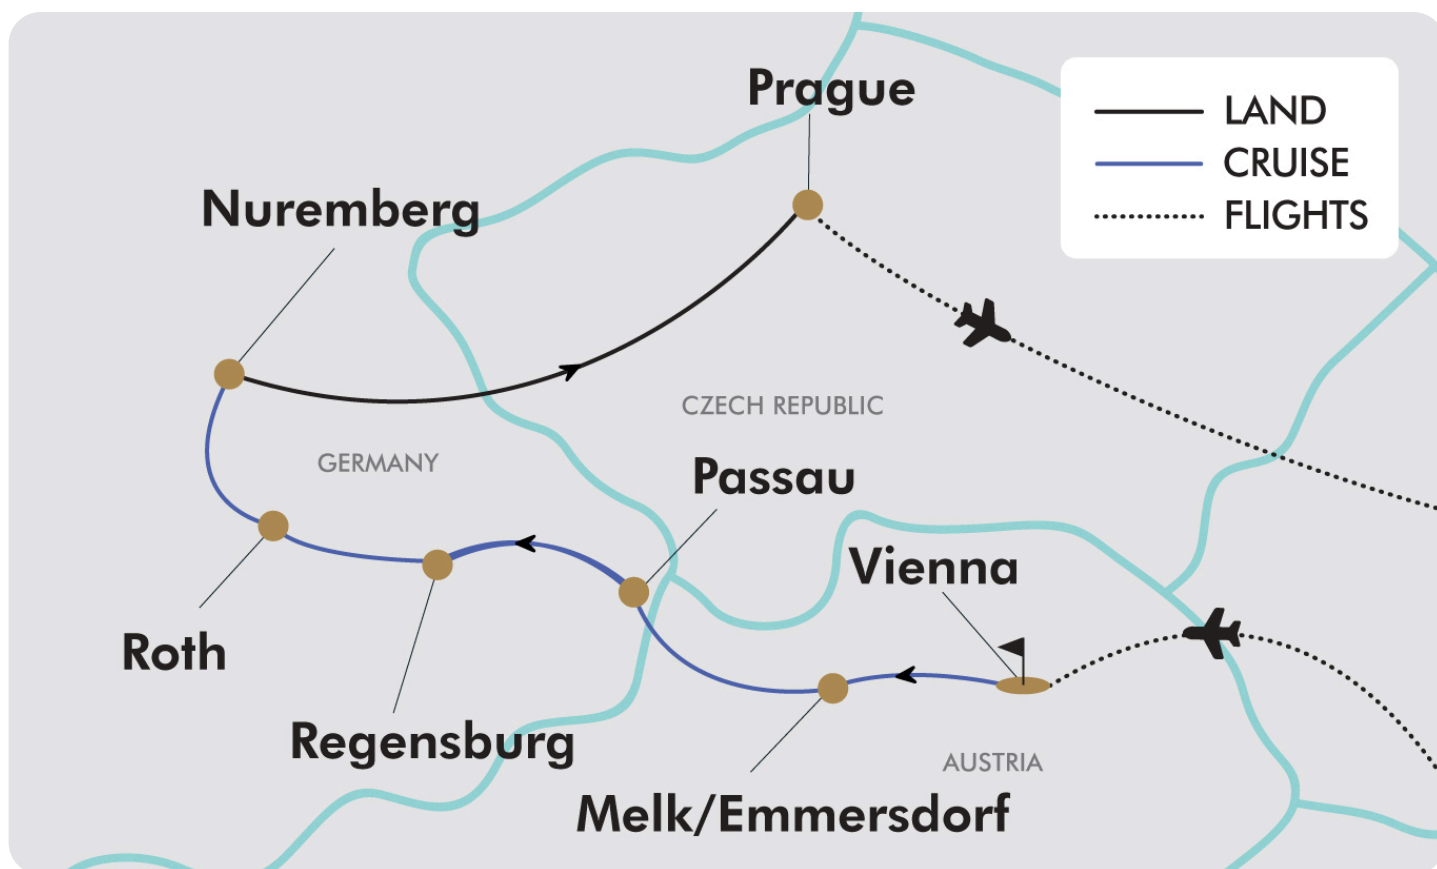 Prague
LAND
CRUISE
FLIGHTS
Nuremberg
CZECH REPUBLIC
GERMANY
Passau
Vienna
Roth
Regensburg
AUSTRIA
Melk/Emmersdorf